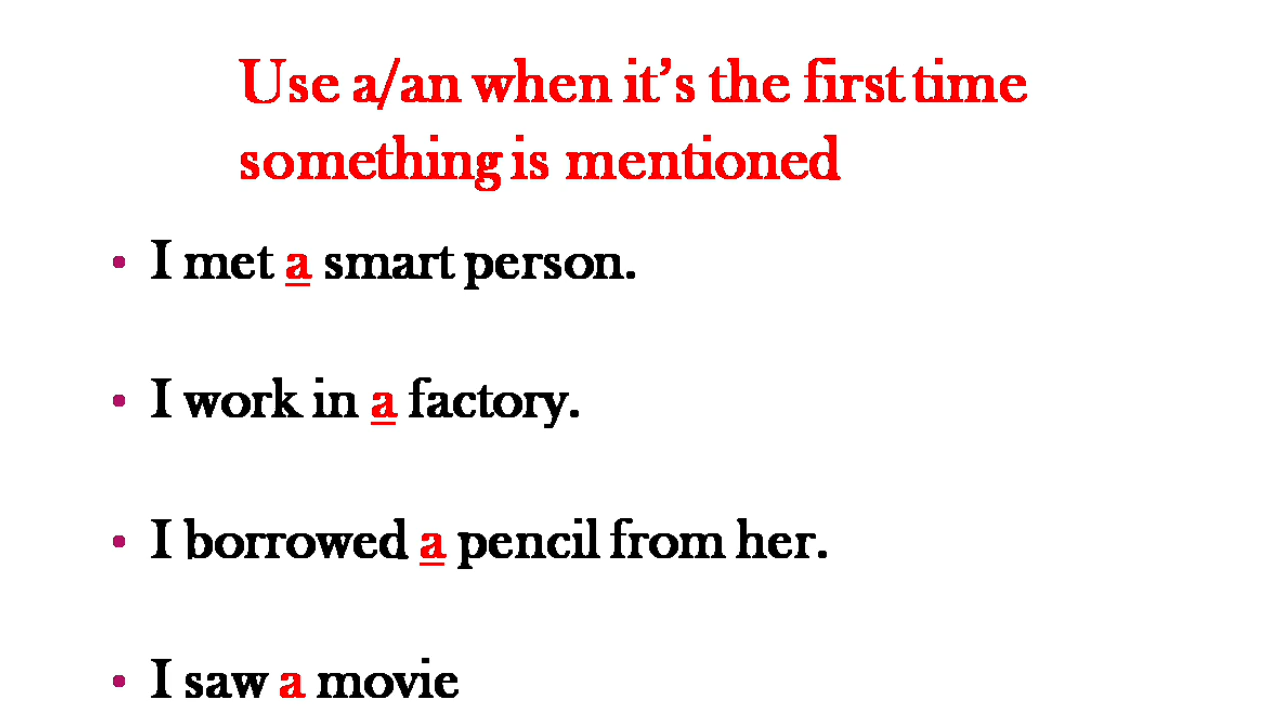 Use a/an when it's the first time
something is mentioned
• I met a smart person.
• I work in a factory.
• I borrowed a pencil from her.
• I saw a movie